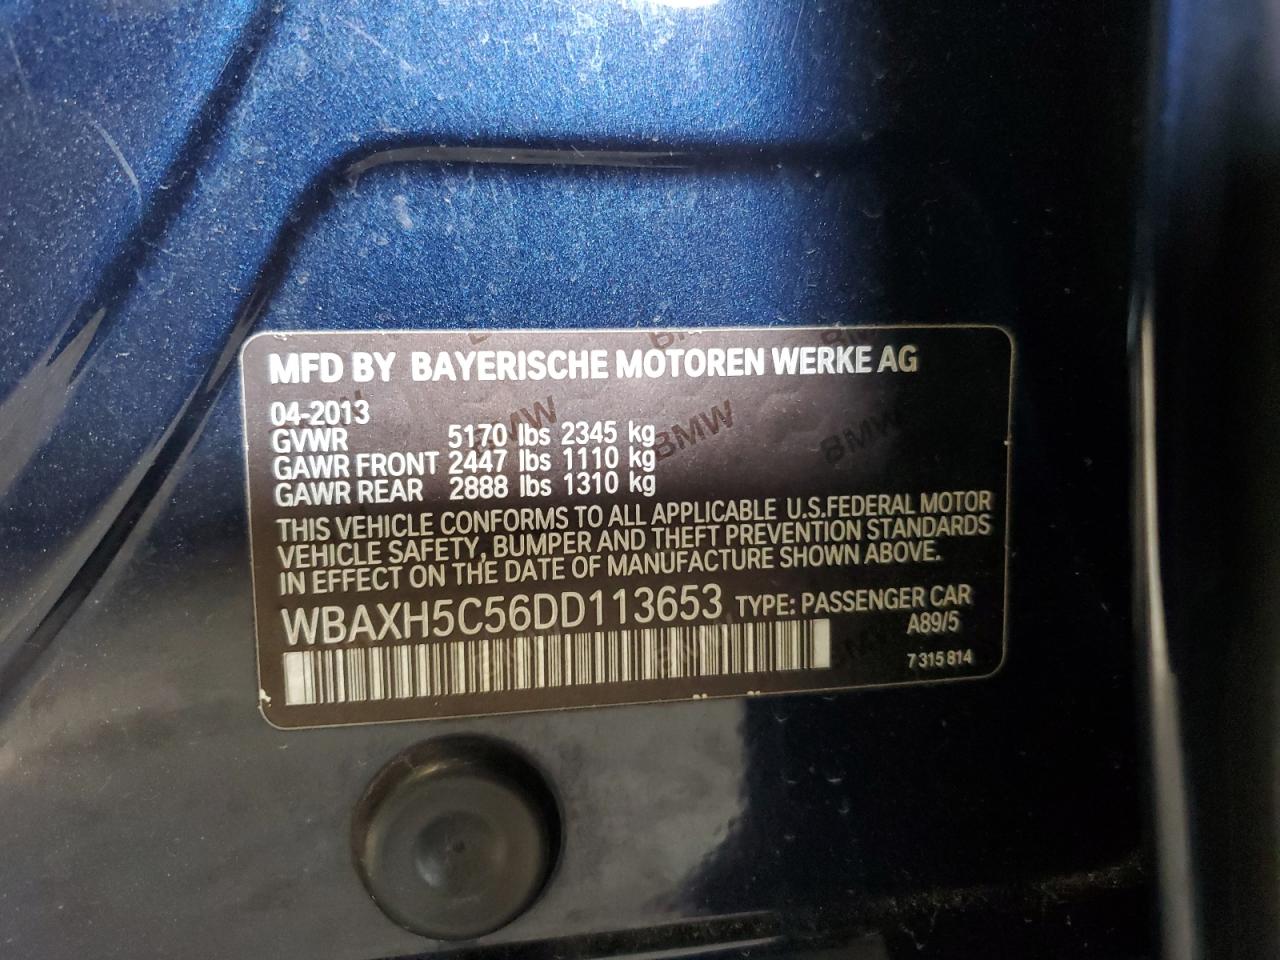 MFD BY BAYERISCHE MOTOREN WERKE AG
04-2013
GVWR 5170 lbs 2345 kg
GAWR FRONT 2447 lbs 1110 kg
GAWR REAR 2888 lbs 1310 kg
THIS VEHICLE CONFORMS TO ALL APPLICABLE U.S.FEDERAL MOTOR
VEHICLE SAFETY, BUMPER AND THEFT PREVENTION STANDARDS
IN EFFECT ON THE DATE OF MANUFACTURE SHOWN ABOVE.
WBAXH5C56DD113653 TYPE: PASSENGER CAR
A89/5
7 315 814
BMW
BMW
BMW